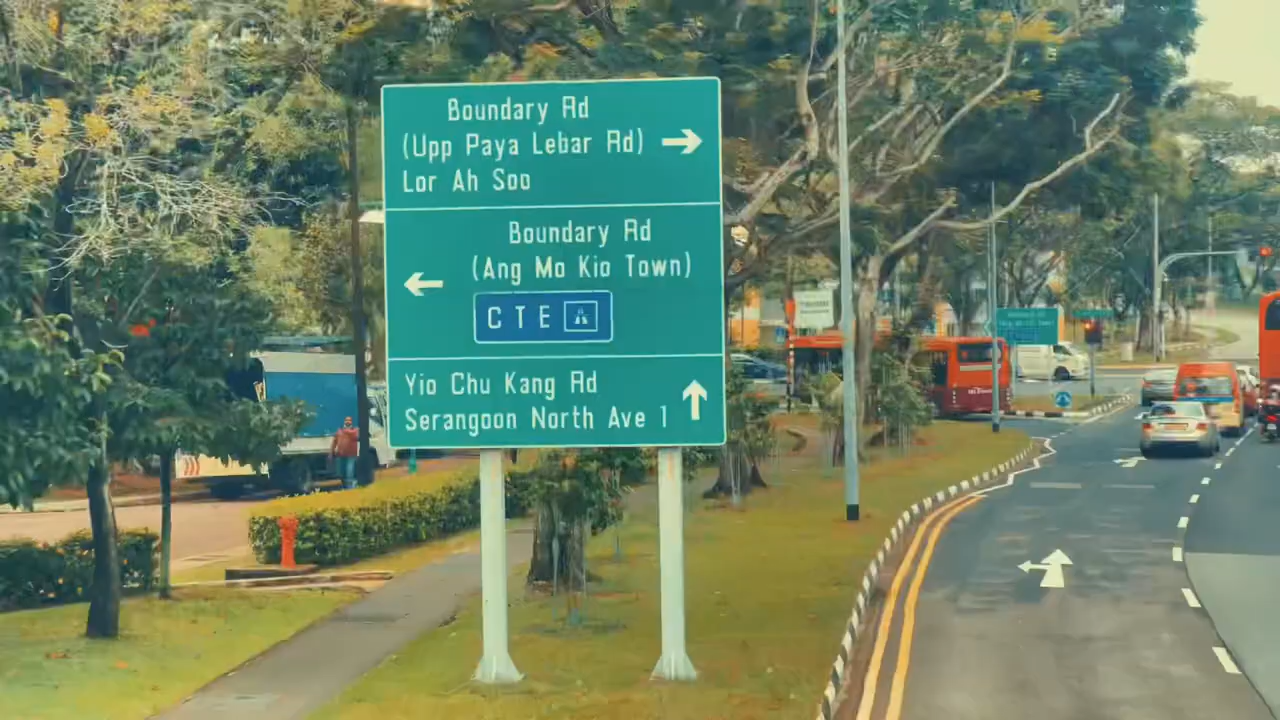 Boundary Rd
(Upp Paya Lebar Rd)
Lor Ah Soo
Boundary Rd
(Ang Mo Kio Town)
CTE
Yio Chu Kang Rd
Serangoon North Ave 1